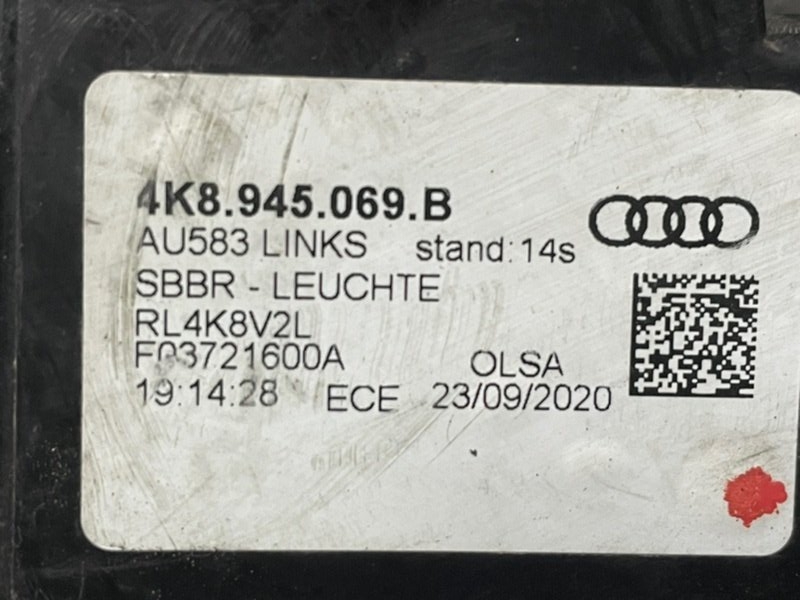 4K8.945.069.B
AU583 LINKS stand:14s
SBBR - LEUCHTE
RL4K8V2L
F03721600A OLSA
19:14:28 ECE 23/09/2020